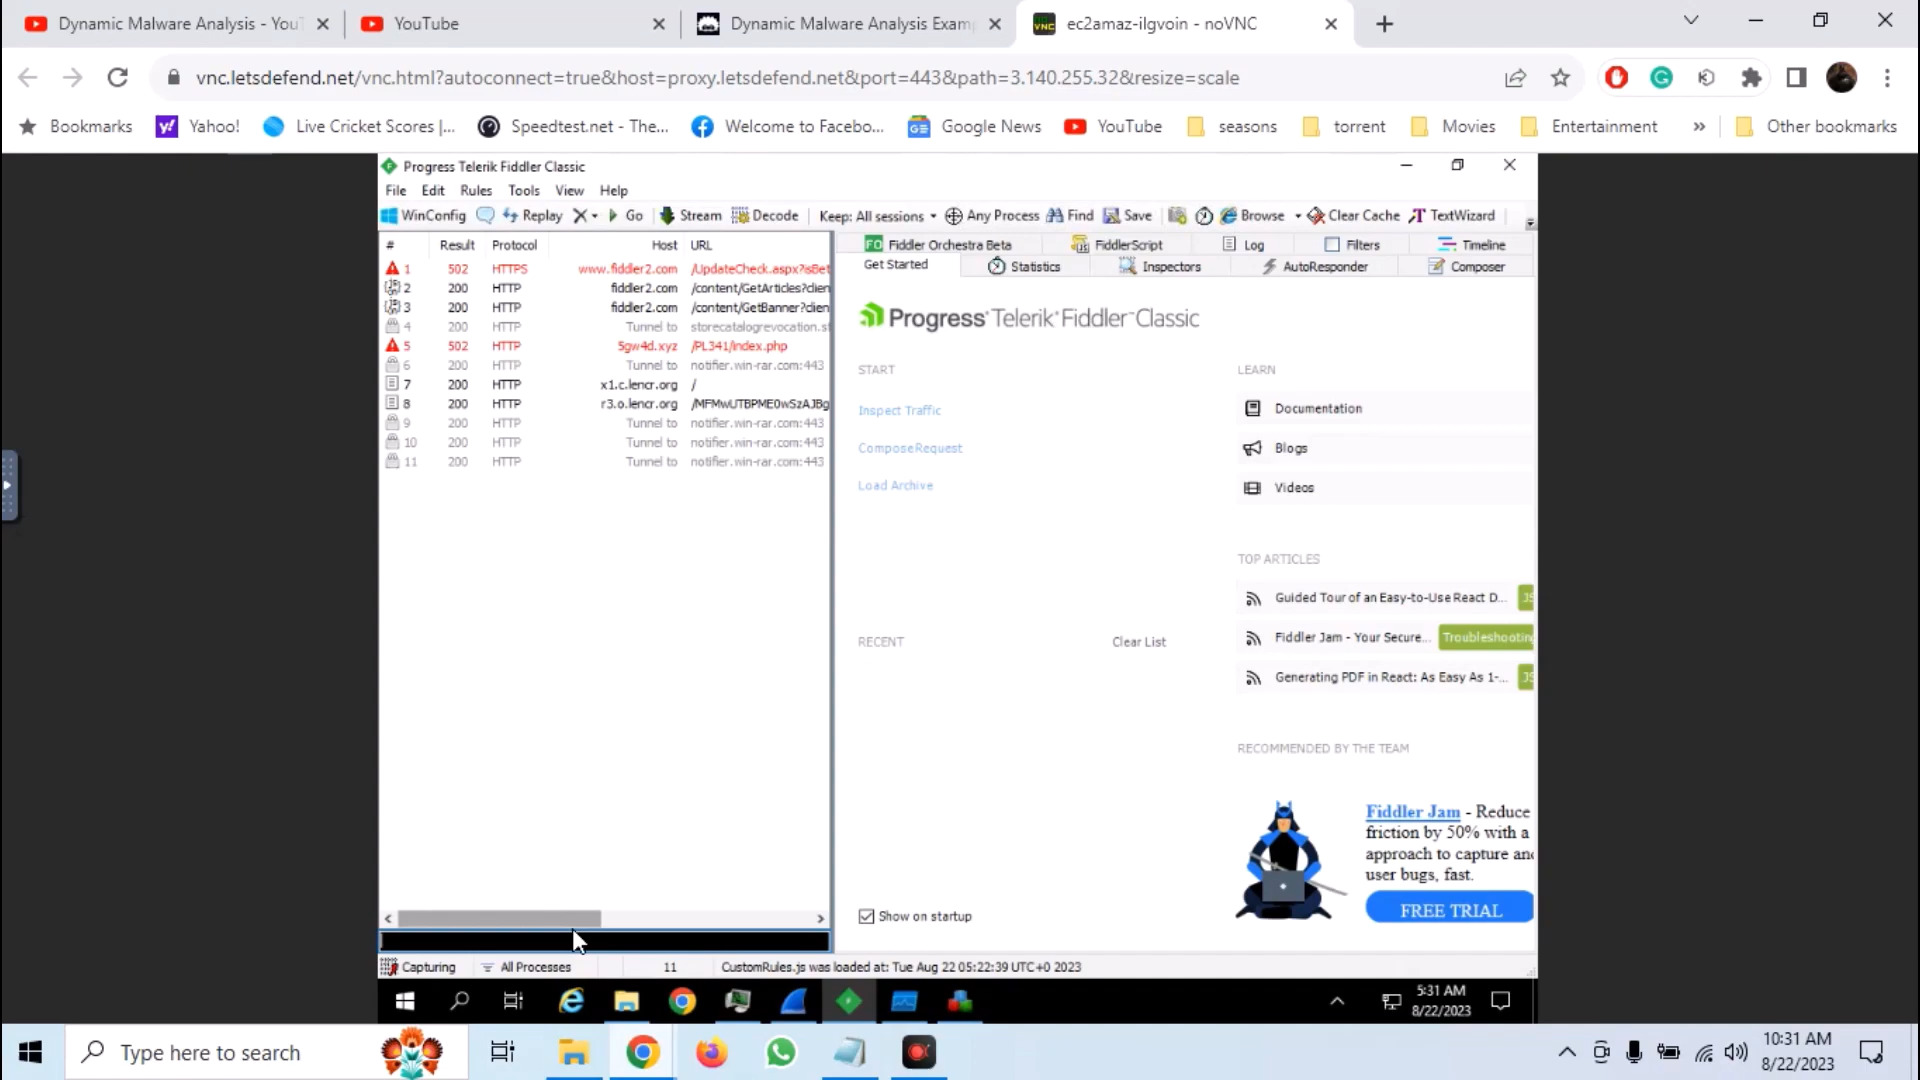 Dynamic Malware Analysis - You
YouTube
Dynamic Malware Analysis Exam
ec2amaz-ilgvoin - noVNC
vnc.letsdefend.net/vnc.html?autoconnect=true&host=proxy.letsdefend.net&port=443&path=3.140.255.32&resize=scale
Bookmarks
Yahoo!
Live Cricket Scores |...
Speedtest.net - The...
Welcome to Facebo...
Google News
YouTube
seasons
torrent
Movies
Entertainment
»
Other bookmarks
Progress Telerik Fiddler Classic
File Edit Rules Tools View Help
WinConfig Replay Go Stream Decode Keep: All sessions Any Process Find Save Browse Clear Cache TextWizard
# Result Protocol Host URL
1 502 HTTPS www.fiddler2.com /UpdateCheck.aspx?isBet
2 200 HTTP fiddler2.com /content/GetArticles?clien
3 200 HTTP fiddler2.com /content/GetBanner?clien
4 200 HTTP Tunnel to storecatalogrevocation.s
5 502 HTTP 5gw4d.xyz /PL341/index.php
6 200 HTTP Tunnel to notifier.win-rar.com:443
7 200 HTTP x1.c.lencr.org /
8 200 HTTP r3.o.lencr.org /MFMwUTBPME0wSzAJBg
9 200 HTTP Tunnel to notifier.win-rar.com:443
10 200 HTTP Tunnel to notifier.win-rar.com:443
11 200 HTTP Tunnel to notifier.win-rar.com:443
Fiddler Orchestra Beta FiddlerScript Log Filters Timeline
Get Started Statistics Inspectors AutoResponder Composer
Progress Telerik Fiddler Classic
START
Inspect Traffic
Compose Request
Load Archive
LEARN
Documentation
Blogs
Videos
TOP ARTICLES
Guided Tour of an Easy-to-Use React D... JS
Fiddler Jam - Your Secure... Troubleshooting
Generating PDF in React: As Easy As 1-... JS
RECENT
Clear List
RECOMMENDED BY THE TEAM
Fiddler Jam - Reduce
friction by 50% with a
approach to capture and
user bugs, fast.
FREE TRIAL
Show on startup
Capturing All Processes 11 CustomRules.js was loaded at: Tue Aug 22 05:22:39 UTC+0 2023
5:31 AM
8/22/2023
Type here to search
10:31 AM
8/22/2023